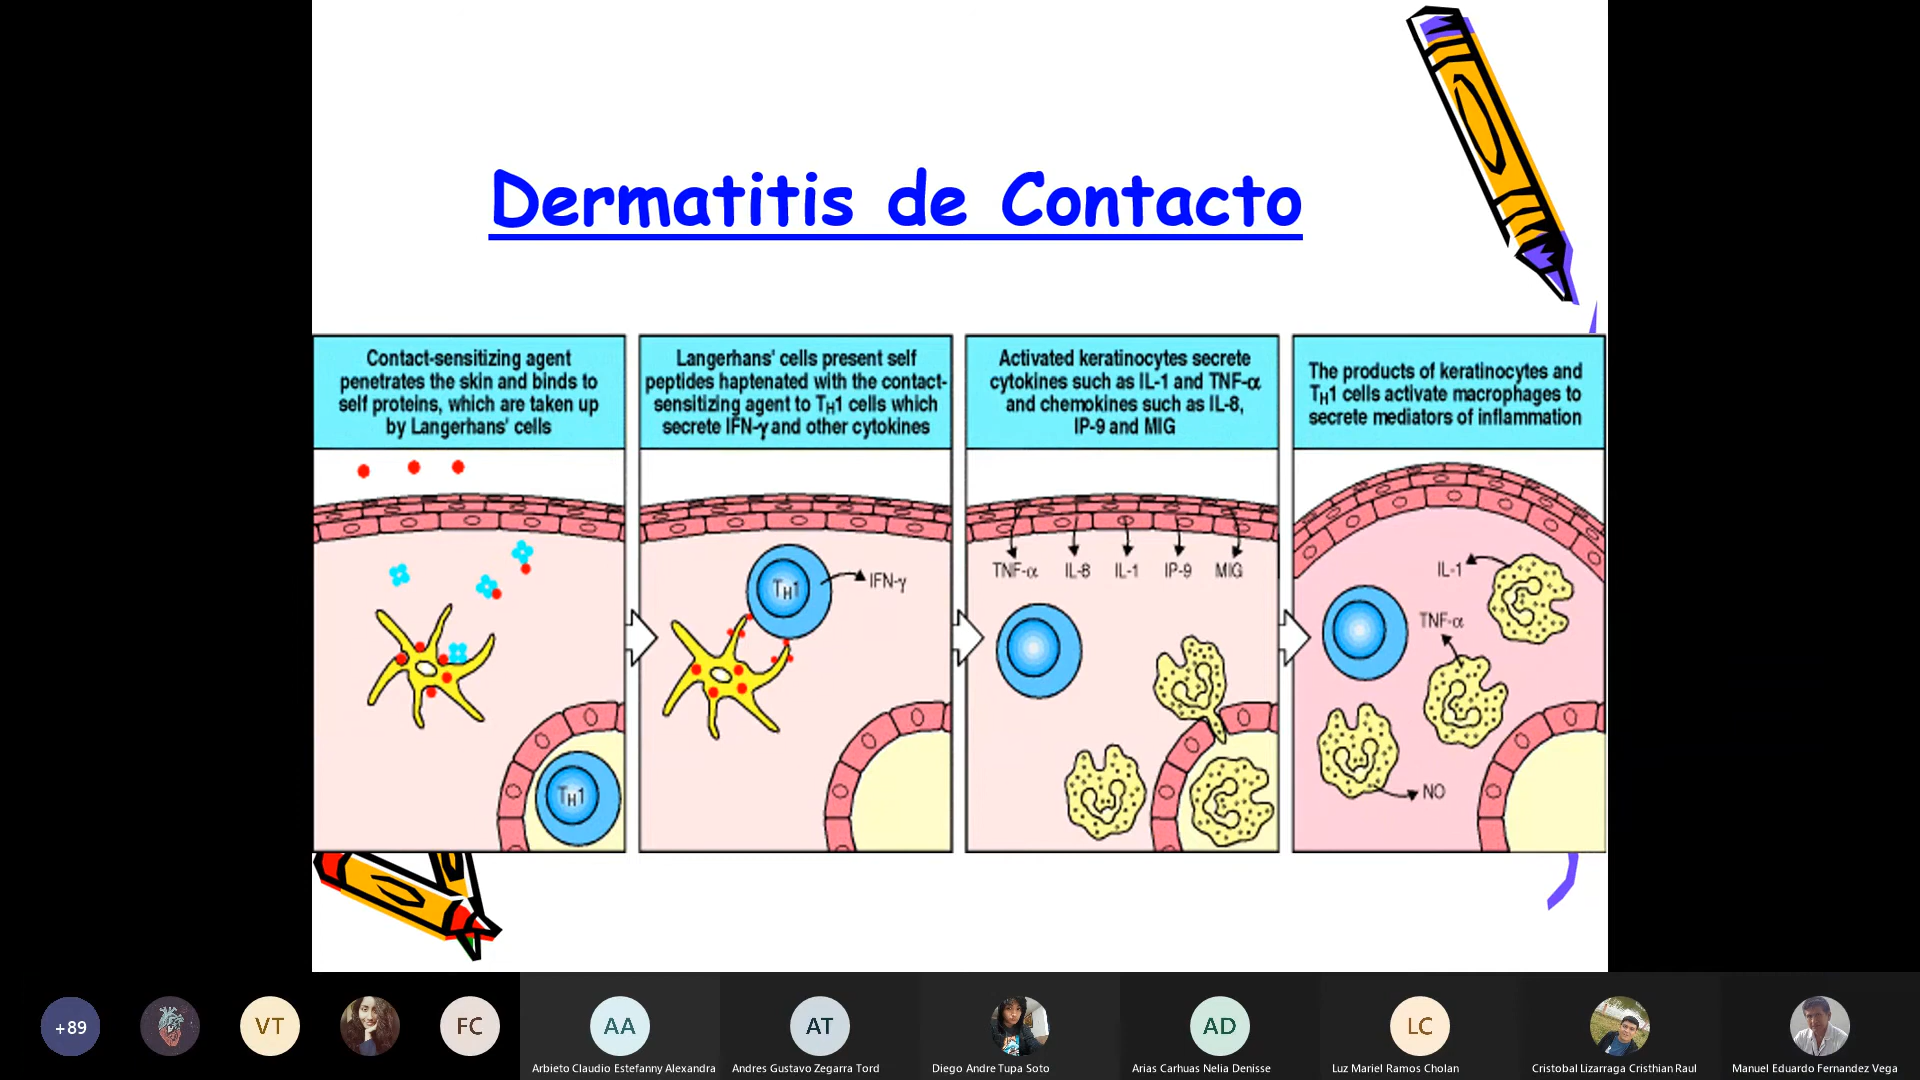 Dermatitis de Contacto
Contact-sensitizing agent
penetrates the skin and binds to
self proteins, which are taken up
by Langerhans' cells
Langerhans' cells present self
peptides haptenated with the contact-
sensitizing agent to TH1 cells which
secrete IFN-γ and other cytokines
Activated keratinocytes secrete
cytokines such as IL-1 and TNF-α
and chemokines such as IL-8,
IP-9 and MIG
The products of keratinocytes and
TH1 cells activate macrophages to
secrete mediators of inflammation
TH1
TH1
IFN-γ
TNF-α
IL-8
IL-1
IP-9
MIG
IL-1
TNF-α
NO
+89
VT
FC
AA
AT
AD
LC
Arbieto Claudio Estefanny Alexandra
Andres Gustavo Zegarra Tord
Diego Andre Tupa Soto
Arias Carhuas Nelia Denisse
Luz Mariel Ramos Cholan
Cristobal Lizarraga Cristhian Raul
Manuel Eduardo Fernandez Vega